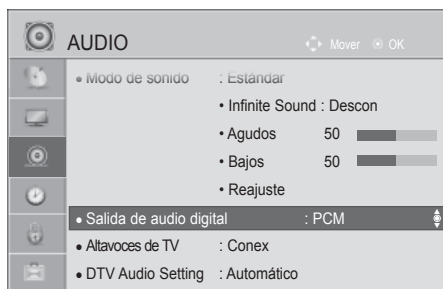 AUDIO
Mover OK
• Modo de sonido : Estándar
• Infinite Sound : Descon
• Agudos 50
• Bajos 50
• Reajuste
• Salida de audio digital : PCM
• Altavoces de TV : Conex
• DTV Audio Setting : Automático